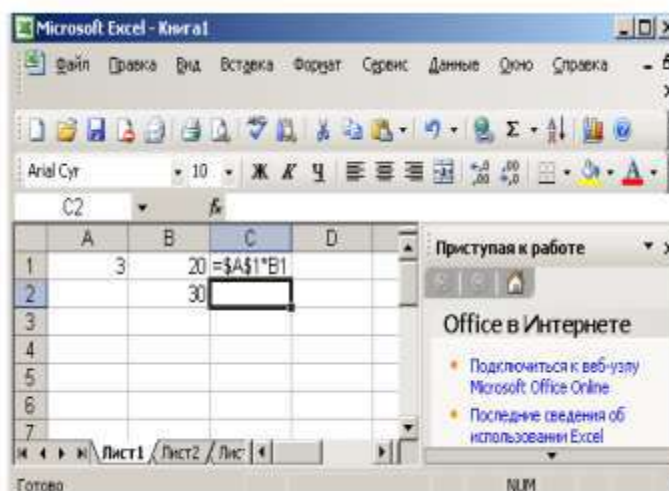 Microsoft Excel - Книга1
Файл Правка Вид Вставка Формат Сервис Данные Окно Справка
Arial Cyr 10 Ж К Ч
C2 fx
A B C D
1 3 20 =$A$1*B1
2 30
3
4
5
6
7
Приступая к работе
Office в Интернете
Подключиться к веб-узлу
Microsoft Office Online
Последние сведения об
использовании Excel
Лист1 Лист2 Лис
Готово NUM